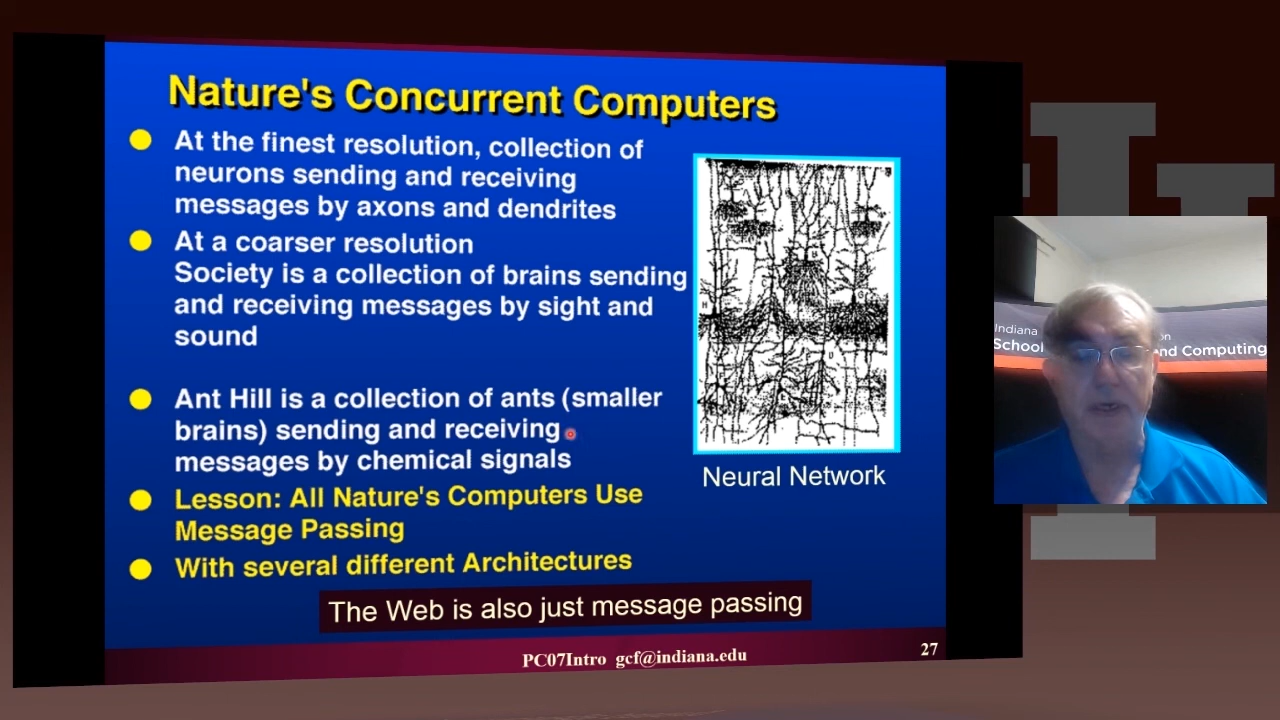 Nature's Concurrent Computers
At the finest resolution, collection of
neurons sending and receiving
messages by axons and dendrites
At a coarser resolution
Society is a collection of brains sending
and receiving messages by sight and
sound
Ant Hill is a collection of ants (smaller
brains) sending and receiving
messages by chemical signals
Lesson: All Nature's Computers Use
Message Passing
With several different Architectures
The Web is also just message passing
Neural Network
PC07Intro gcf@indiana.edu
27
Indiana
School
nd Computing